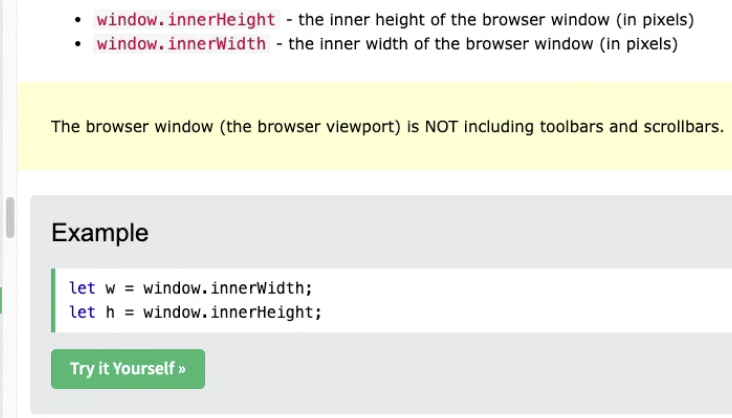 • window.innerHeight - the inner height of the browser window (in pixels)
• window.innerWidth - the inner width of the browser window (in pixels)
The browser window (the browser viewport) is NOT including toolbars and scrollbars.
Example
let w = window.innerWidth;
let h = window.innerHeight;
Try it Yourself »